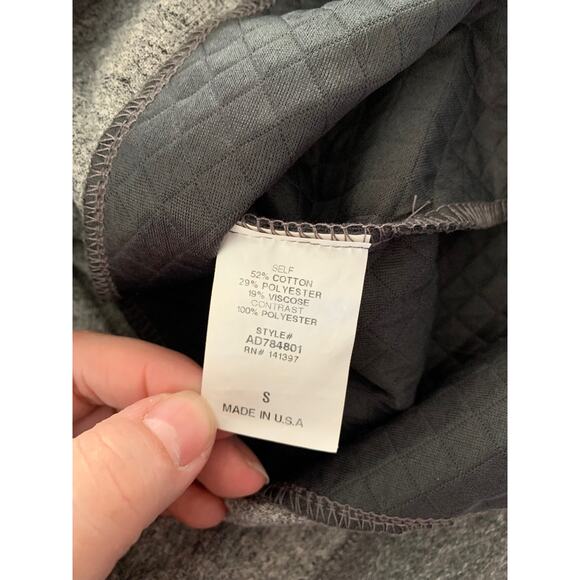 SELF
52% COTTON
29% POLYESTER
19% VISCOSE
CONTRAST
100% POLYESTER
STYLE#
AD784801
RN# 141397
S
MADE IN U.S.A